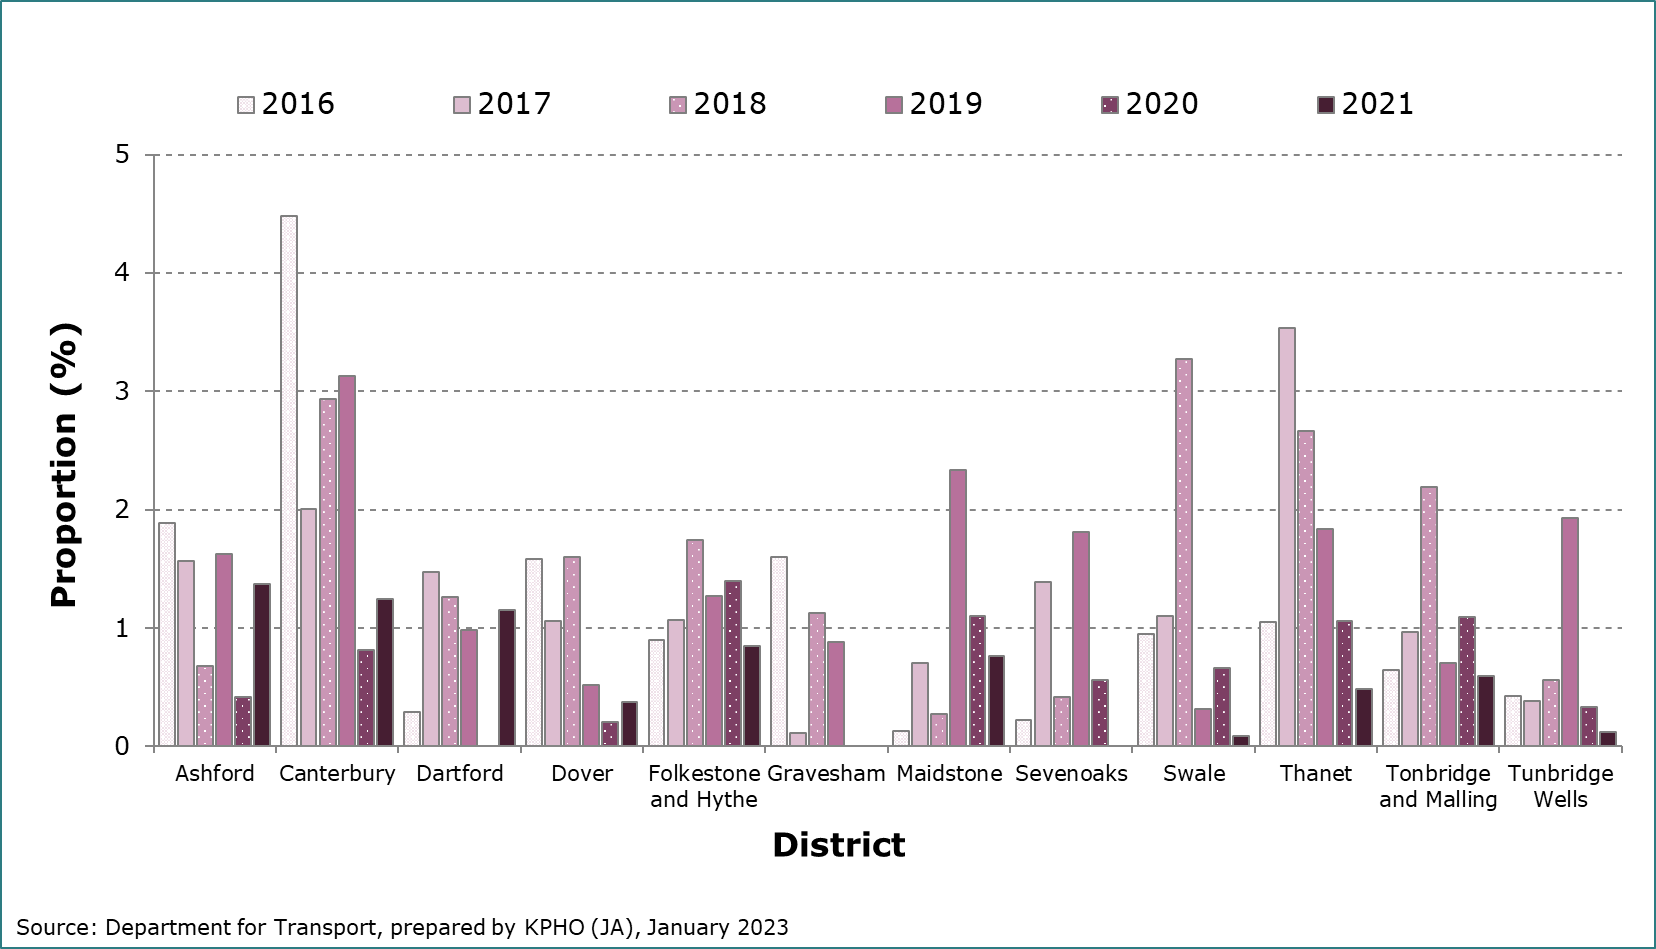 2016 2017 2018 2019 2020 2021
5
4
3
2
1
0
Proportion (%)
Ashford Canterbury Dartford Dover Folkestone Gravesham Maidstone Sevenoaks Swale Thanet Tonbridge Tunbridge
and Hythe and Malling Wells
District
Source: Department for Transport, prepared by KPHO (JA), January 2023